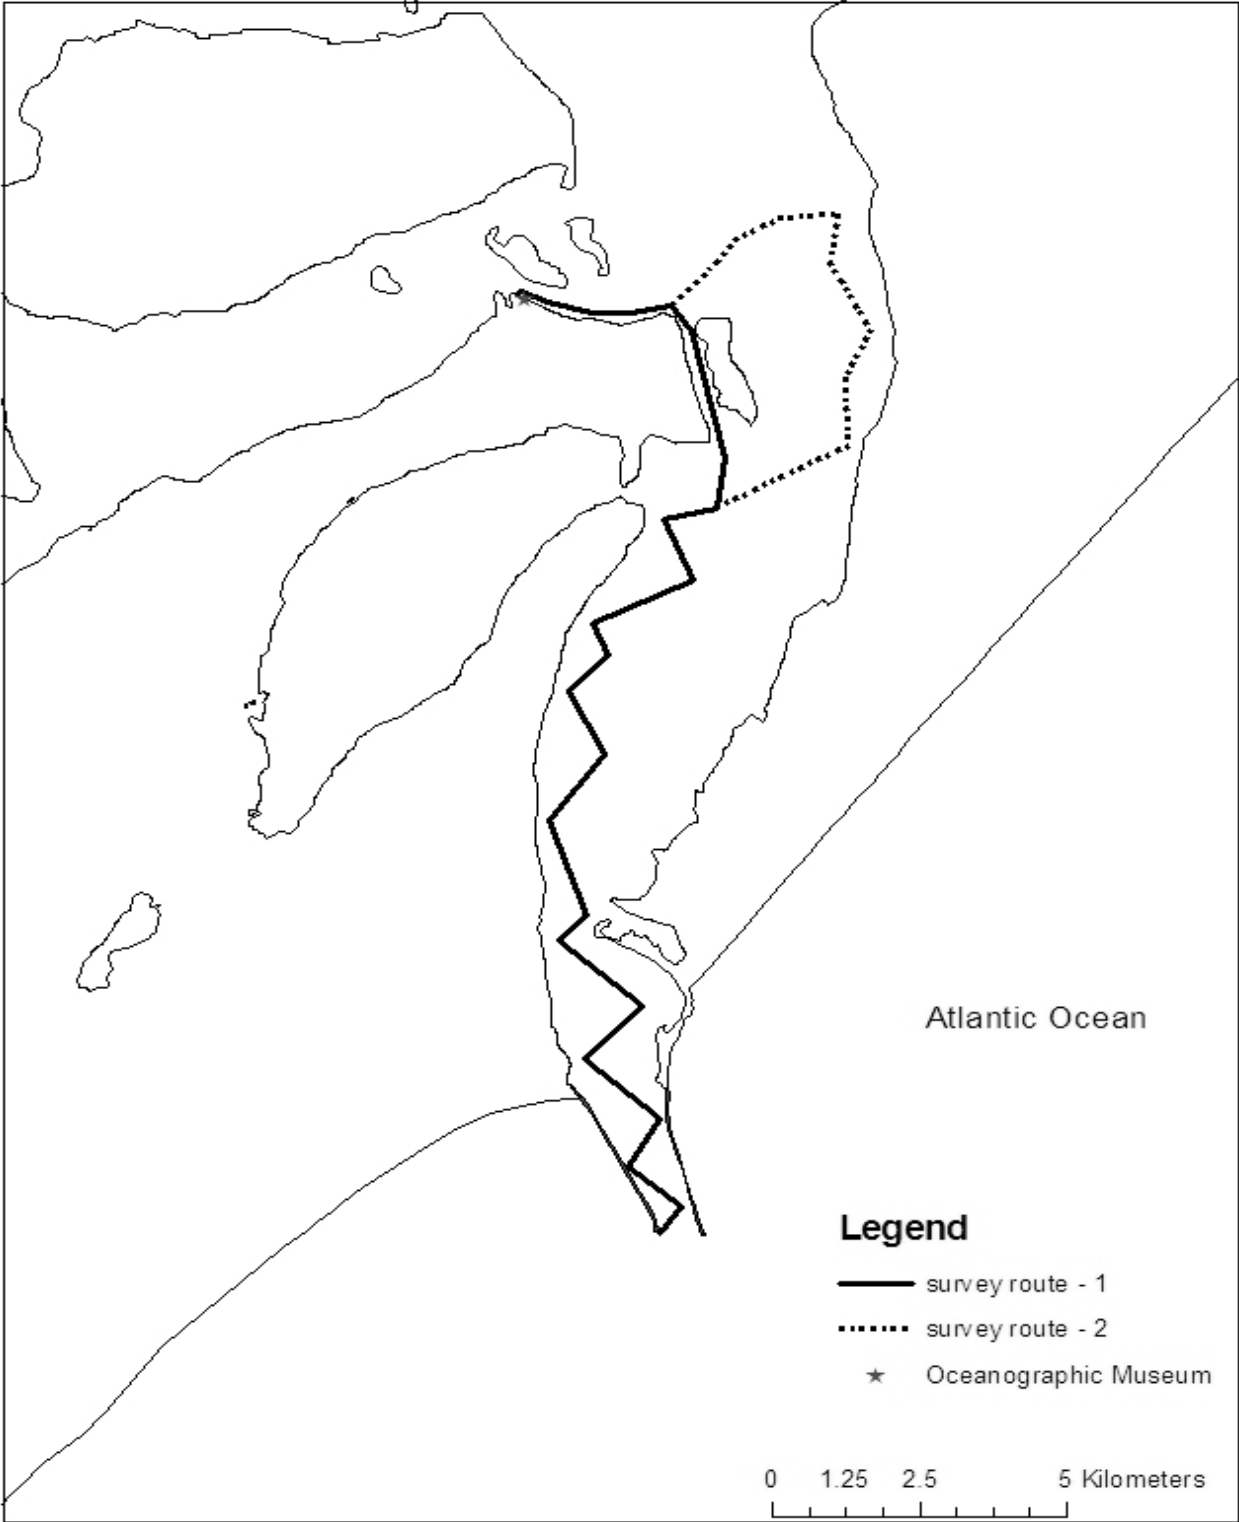 Atlantic Ocean
Legend
survey route - 1
survey route - 2
Oceanographic Museum
0 1.25 2.5 5 Kilometers